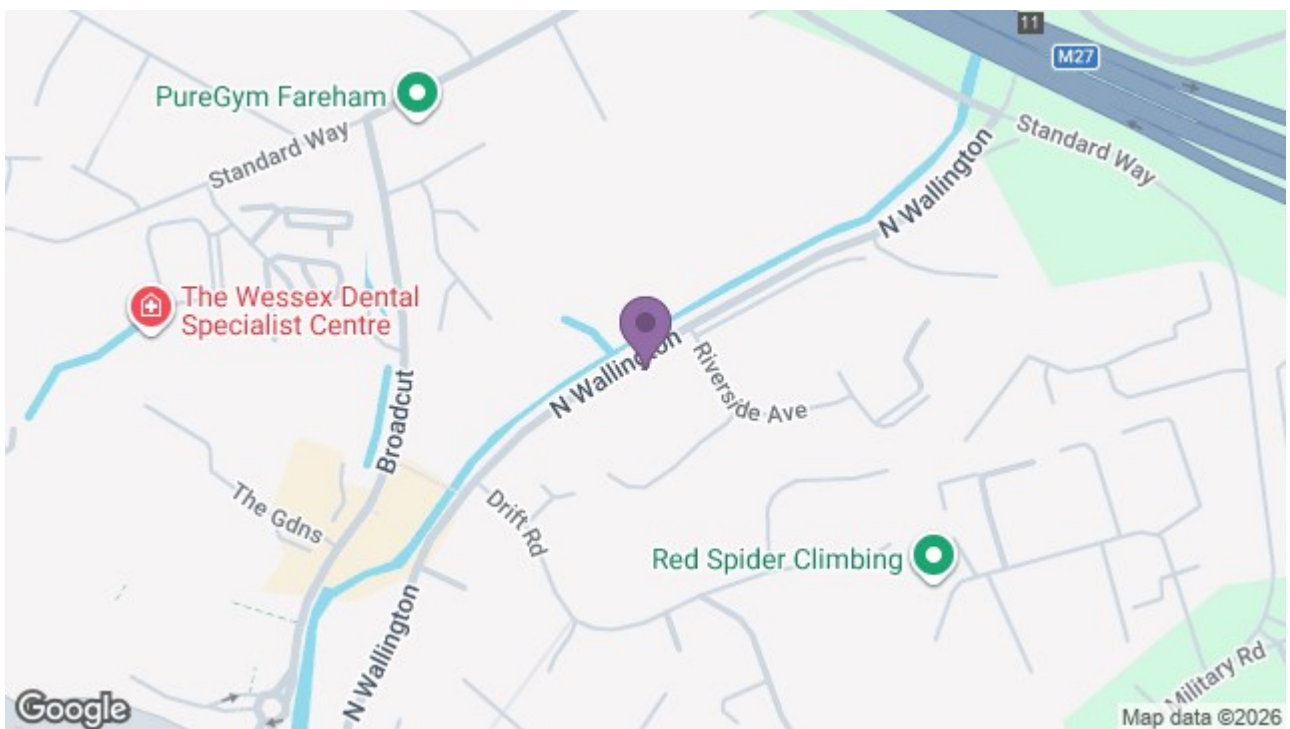 11
M27
PureGym Fareham
Standard Way
Standard Way
N Wallington
The Wessex Dental
Specialist Centre
N Wallington
Riverside Ave
Broadcut
The Gdns
Drift Rd
Red Spider Climbing
N Wallington
Military Rd
Google
Map data ©2026